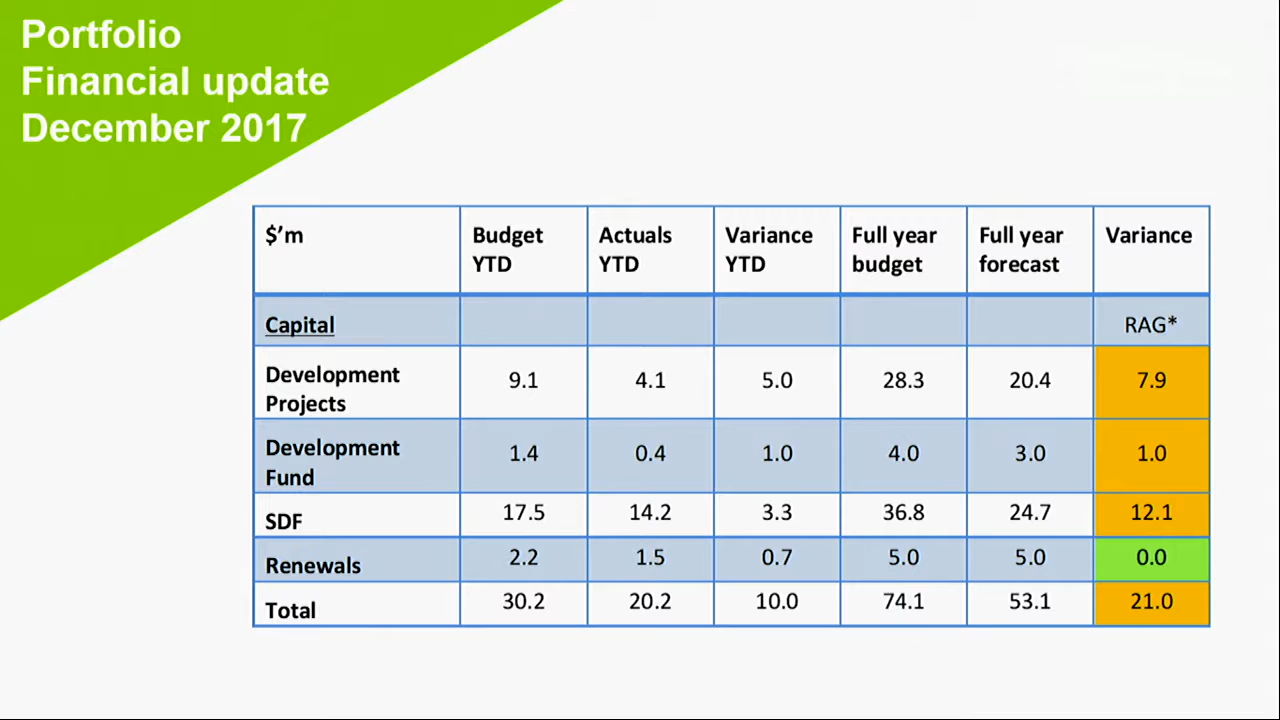 Portfolio
Financial update
December 2017
$'m Budget YTD Actuals YTD Variance YTD Full year budget Full year forecast Variance
Capital RAG*
Development Projects 9.1 4.1 5.0 28.3 20.4 7.9
Development Fund 1.4 0.4 1.0 4.0 3.0 1.0
SDF 17.5 14.2 3.3 36.8 24.7 12.1
Renewals 2.2 1.5 0.7 5.0 5.0 0.0
Total 30.2 20.2 10.0 74.1 53.1 21.0